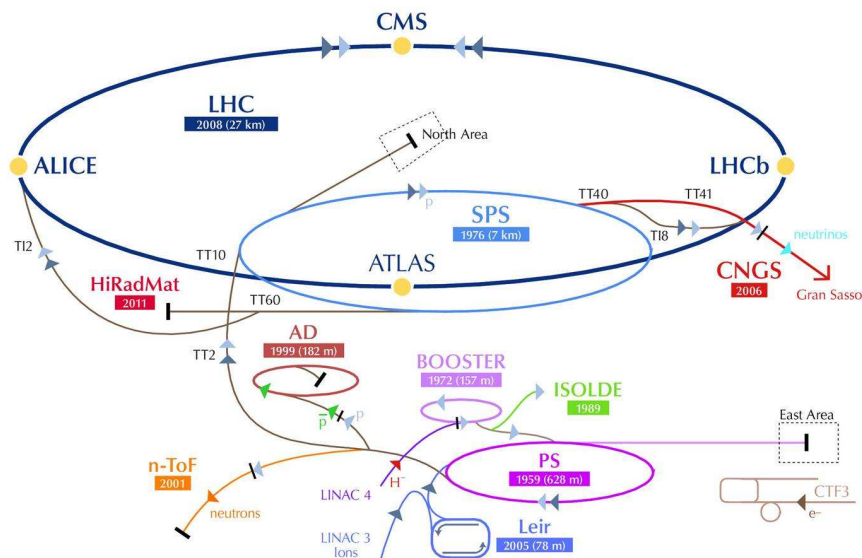 CMS
LHC
2008 (27 km)
North Area
ALICE
LHCb
TT40
TT41
p
SPS
1976 (7 km)
TI2
TT10
TI8
neutrinos
ATLAS
HiRadMat
2011
CNGS
2006
Gran Sasso
TT60
AD
1999 (182 m)
TT2
BOOSTER
1972 (157 m)
ISOLDE
1989
p̅
p
East Area
n-ToF
2001
LINAC 4
H⁻
PS
1959 (628 m)
neutrons
CTF3
e–
LINAC 3
Ions
Leir
2005 (78 m)